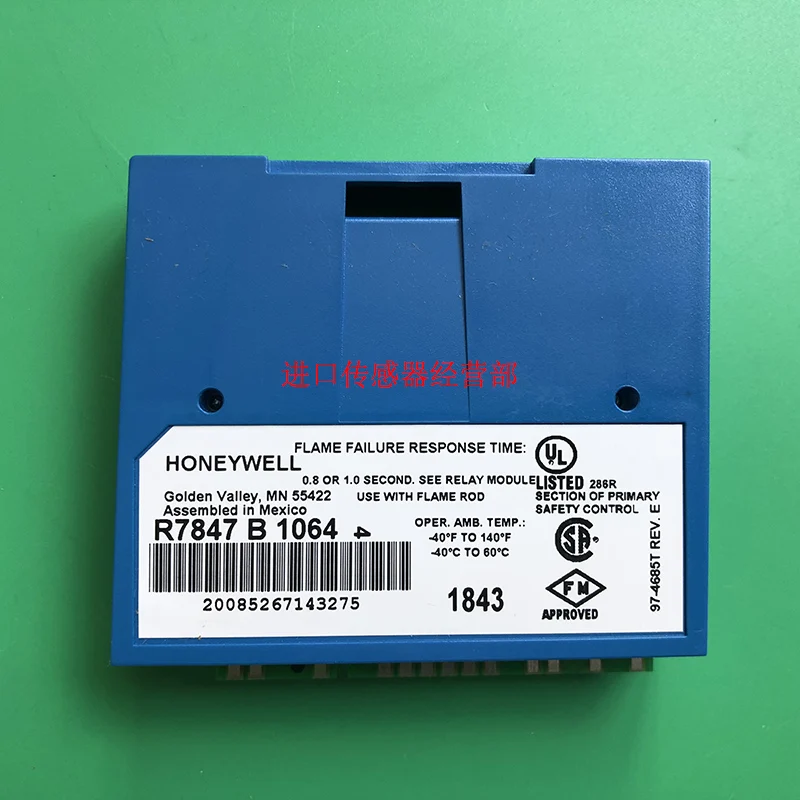 进口传感器经营部
FLAME FAILURE RESPONSE TIME:
HONEYWELL
0.8 OR 1.0 SECOND. SEE RELAY MODULE
Golden Valley, MN 55422
USE WITH FLAME ROD
Assembled in Mexico
R7847 B 1064 4
OPER. AMB. TEMP.:
-40°F TO 140°F
-40°C TO 60°C
20085267143275
1843
UL
LISTED 286R
SECTION OF PRIMARY
SAFETY CONTROL
SA
FM
APPROVED
97-4685T REV. E